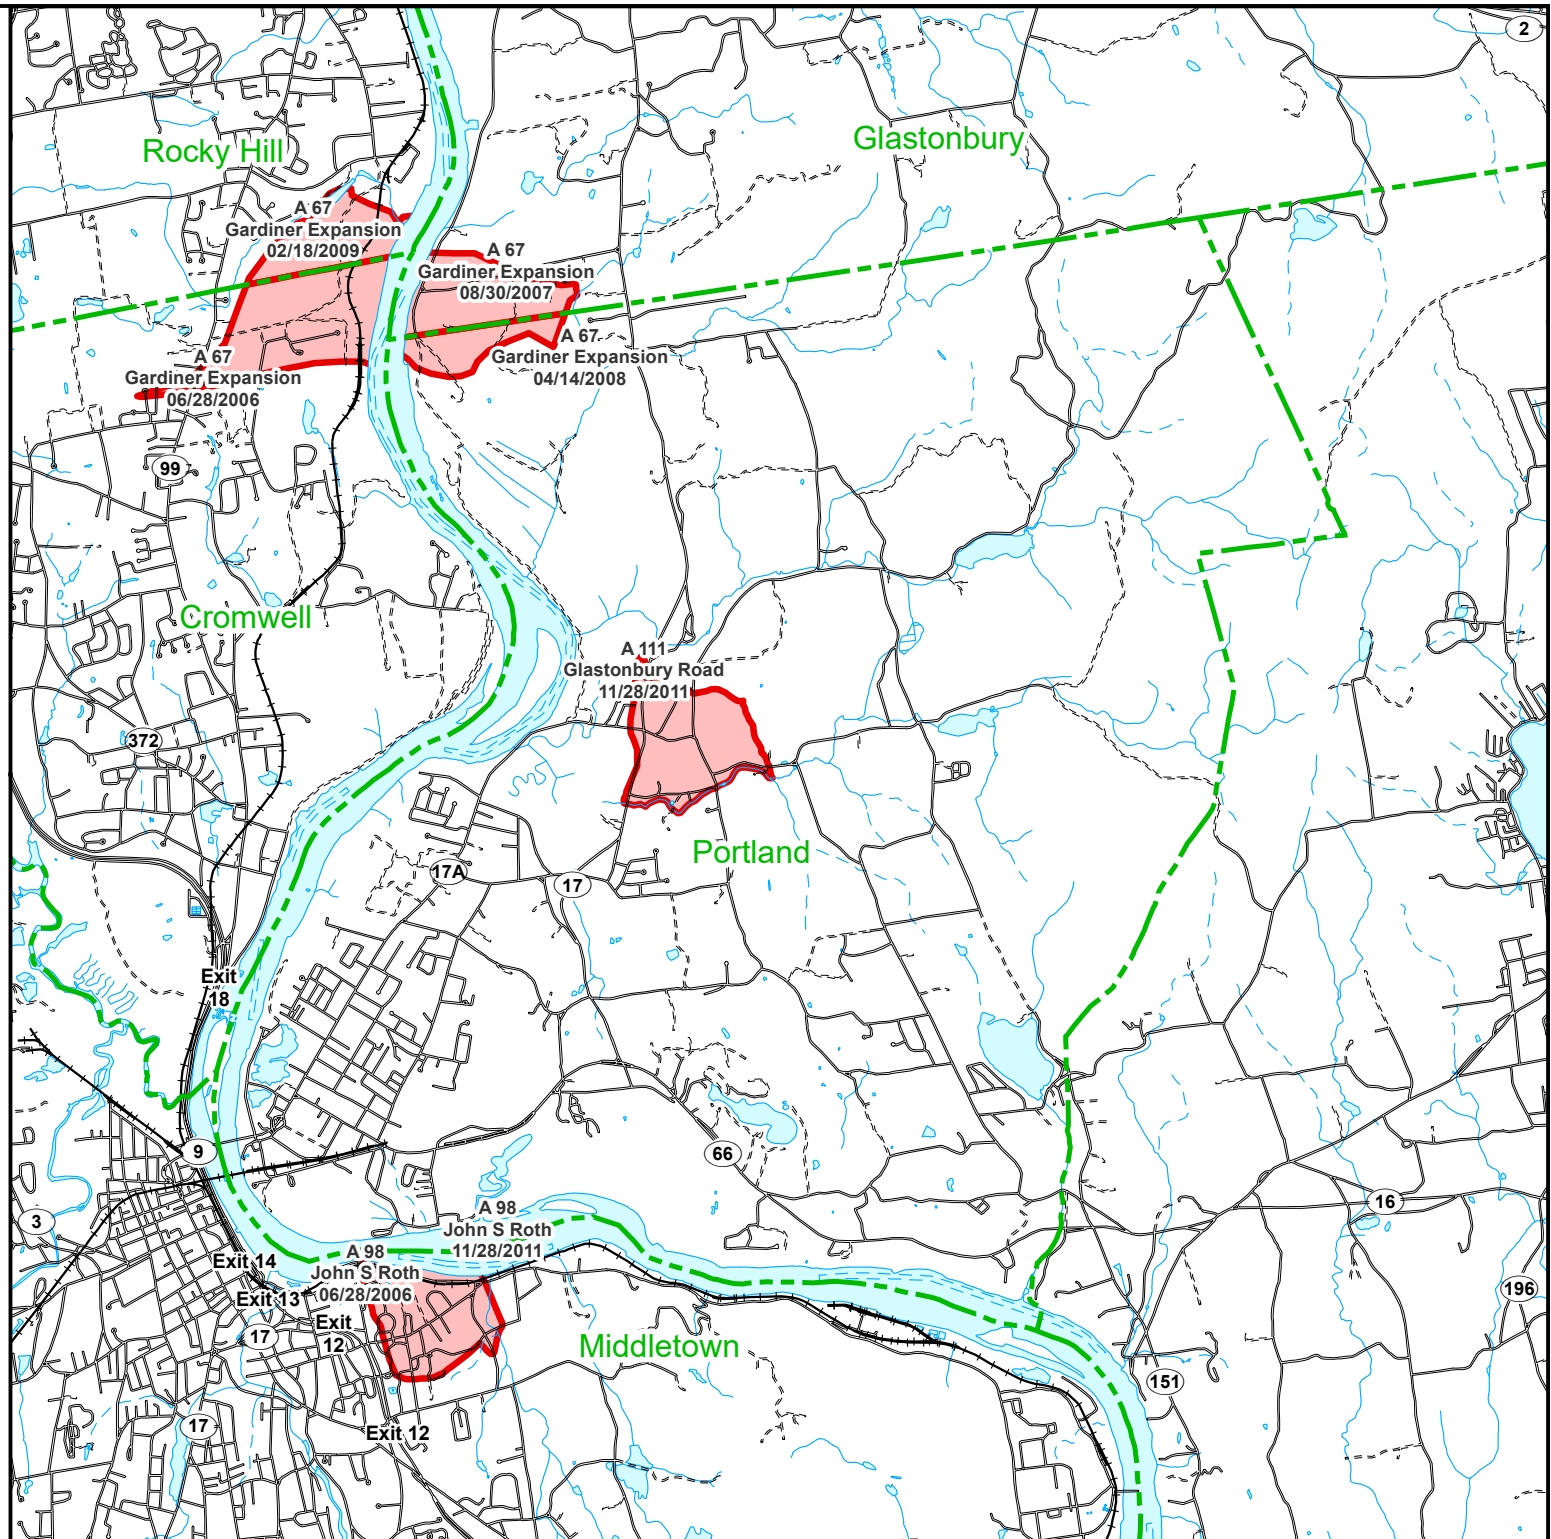 2
Rocky Hill
Glastonbury
A 67
Gardiner Expansion
02/18/2009
A 67
Gardiner Expansion
08/30/2007
A 67
Gardiner Expansion
04/14/2008
A 67
Gardiner Expansion
06/28/2006
99
Cromwell
A 111
Glastonbury Road
11/28/2011
372
Portland
17A
17
Exit
18
9
66
3
16
A 98
John S Roth
11/28/2011
A 98
John S Roth
06/28/2006
Exit 14
Exit 13
Exit
12
17
196
Middletown
151
17
Exit 12